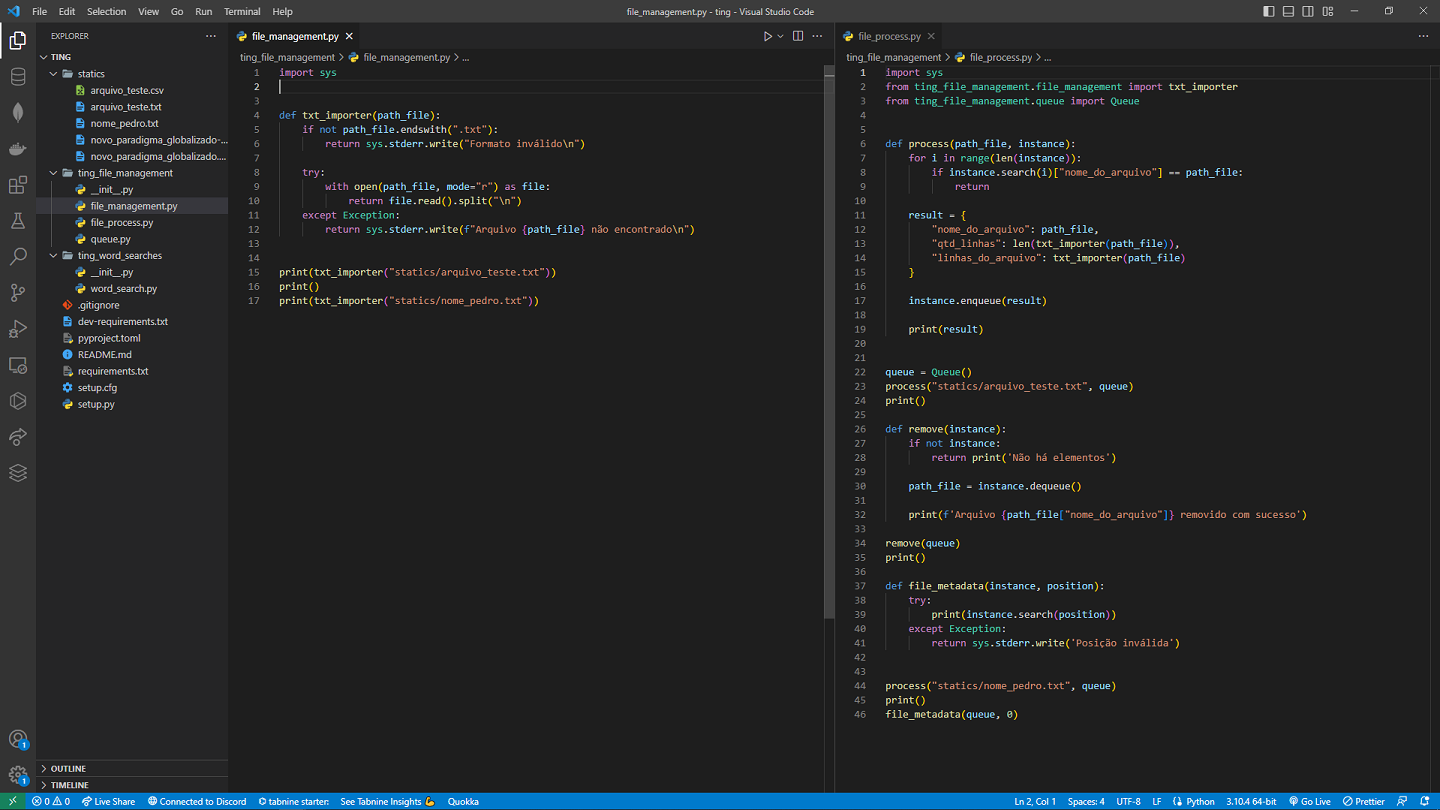 File Edit Selection View Go Run Terminal Help
file_management.py - ting - Visual Studio Code
EXPLORER
TING
statics
arquivo_teste.csv
arquivo_teste.txt
nome_pedro.txt
novo_paradigma_globalizado-...
novo_paradigma_globalizado....
ting_file_management
__init__.py
file_management.py
file_process.py
queue.py
ting_word_searches
__init__.py
word_search.py
.gitignore
dev-requirements.txt
pyproject.toml
README.md
requirements.txt
setup.cfg
setup.py
OUTLINE
TIMELINE
1
1
file_management.py
ting_file_management > file_management.py > ...
1 import sys
2
3
4 def txt_importer(path_file):
5     if not path_file.endswith(".txt"):
6         return sys.stderr.write("Formato inválido\n")
7
8     try:
9         with open(path_file, mode="r") as file:
10             return file.read().split("\n")
11     except Exception:
12         return sys.stderr.write(f"Arquivo {path_file} não encontrado\n")
13
14
15 print(txt_importer("statics/arquivo_teste.txt"))
16 print()
17 print(txt_importer("statics/nome_pedro.txt"))
file_process.py
ting_file_management > file_process.py > ...
1 import sys
2 from ting_file_management.file_management import txt_importer
3 from ting_file_management.queue import Queue
4
5
6 def process(path_file, instance):
7     for i in range(len(instance)):
8         if instance.search(i)["nome_do_arquivo"] == path_file:
9             return
10
11     result = {
12         "nome_do_arquivo": path_file,
13         "qtd_linhas": len(txt_importer(path_file)),
14         "linhas_do_arquivo": txt_importer(path_file)
15     }
16
17     instance.enqueue(result)
18
19     print(result)
20
21
22 queue = Queue()
23 process("statics/arquivo_teste.txt", queue)
24 print()
25
26 def remove(instance):
27     if not instance:
28         return print('Não há elementos')
29
30     path_file = instance.dequeue()
31
32     print(f'Arquivo {path_file["nome_do_arquivo"]} removido com sucesso')
33
34 remove(queue)
35 print()
36
37 def file_metadata(instance, position):
38     try:
39         print(instance.search(position))
40     except Exception:
41         return sys.stderr.write('Posição inválida')
42
43
44 process("statics/nome_pedro.txt", queue)
45 print()
46 file_metadata(queue, 0)
0 0 Live Share Connected to Discord tabnine starter: See Tabnine Insights Quokka Ln 2, Col 1 Spaces: 4 UTF-8 LF Python 3.10.4 64-bit Go Live Prettier